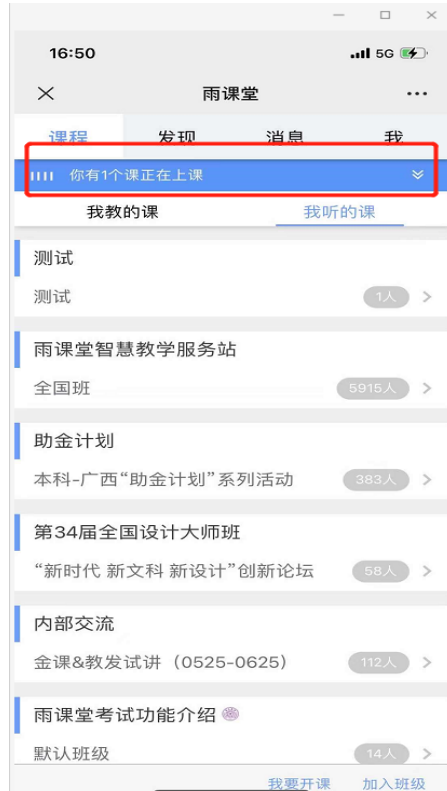 16:50
5G
雨课堂
课程 发现 消息 我
你有1个课正在上课
我教的课 我听的课
测试
测试 1人
雨课堂智慧教学服务站
全国班 5915人
助金计划
本科-广西“助金计划”系列活动 383人
第34届全国设计大师班
“新时代 新文科 新设计”创新论坛 58人
内部交流
金课&教发试讲（0525-0625） 112人
雨课堂考试功能介绍
默认班级 14人
我要开课 加入班级